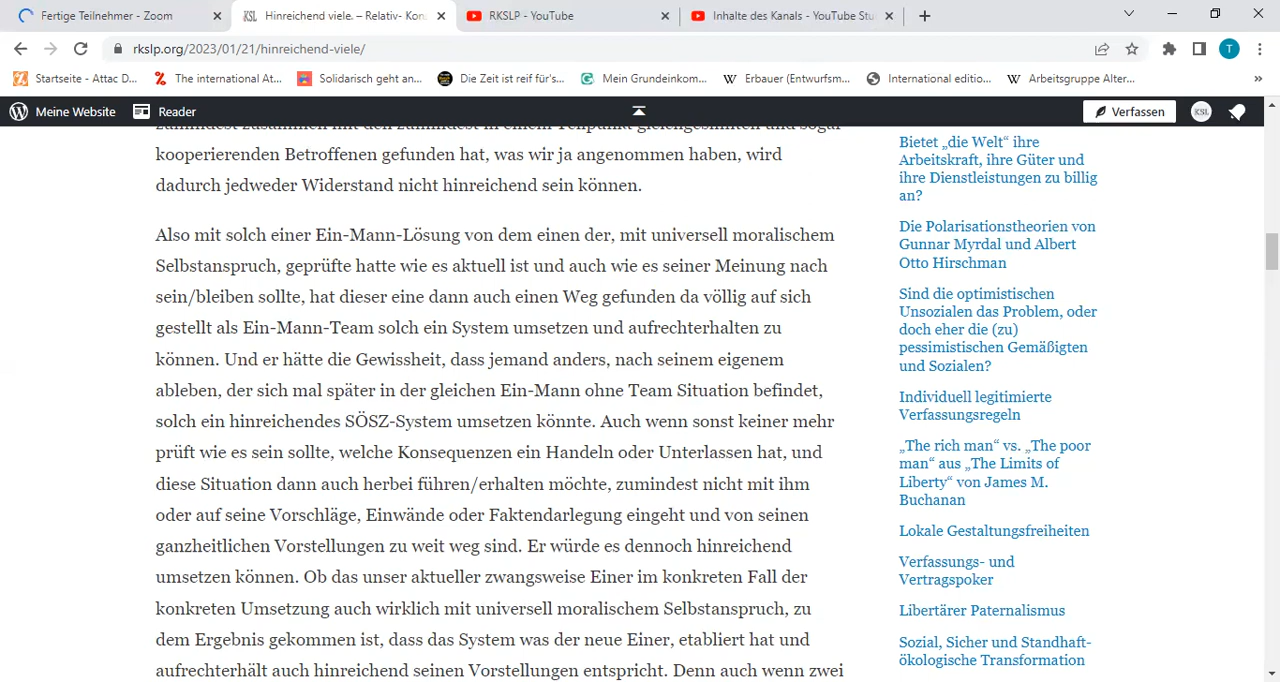 Fertige Teilnehmer - Zoom
Hinreichend viele. – Relativ- Kon
RKSLP - YouTube
Inhalte des Kanals - YouTube Stu
rkslp.org/2023/01/21/hinreichend-viele/
T
Startseite - Attac D...
The international At...
Solidarisch geht an...
Die Zeit ist reif für's...
Mein Grundeinkom...
Erbauer (Entwurfsm...
International editio...
Arbeitsgruppe Alter...
»
Meine Website
Reader
Verfassen
KSL
zumindest zusammen mit den zumindest in einem Teilpunkt gleichgesinnten und sogar
kooperierenden Betroffenen gefunden hat, was wir ja angenommen haben, wird
dadurch jedweder Widerstand nicht hinreichend sein können.
Also mit solch einer Ein-Mann-Lösung von dem einen der, mit universell moralischem
Selbstanspruch, geprüfte hatte wie es aktuell ist und auch wie es seiner Meinung nach
sein/bleiben sollte, hat dieser eine dann auch einen Weg gefunden da völlig auf sich
gestellt als Ein-Mann-Team solch ein System umsetzen und aufrechterhalten zu
können. Und er hätte die Gewissheit, dass jemand anders, nach seinem eigenem
ableben, der sich mal später in der gleichen Ein-Mann ohne Team Situation befindet,
solch ein hinreichendes SÖSZ-System umsetzen könnte. Auch wenn sonst keiner mehr
prüft wie es sein sollte, welche Konsequenzen ein Handeln oder Unterlassen hat, und
diese Situation dann auch herbei führen/erhalten möchte, zumindest nicht mit ihm
oder auf seine Vorschläge, Einwände oder Faktendarlegung eingeht und von seinen
ganzheitlichen Vorstellungen zu weit weg sind. Er würde es dennoch hinreichend
umsetzen können. Ob das unser aktueller zwangsweise Einer im konkreten Fall der
konkreten Umsetzung auch wirklich mit universell moralischem Selbstanspruch, zu
dem Ergebnis gekommen ist, dass das System was der neue Einer, etabliert hat und
aufrechterhält auch hinreichend seinen Vorstellungen entspricht. Denn auch wenn zwei
Bietet „die Welt“ ihre
Arbeitskraft, ihre Güter und
ihre Dienstleistungen zu billig
an?
Die Polarisationstheorien von
Gunnar Myrdal und Albert
Otto Hirschman
Sind die optimistischen
Unsozialen das Problem, oder
doch eher die (zu)
pessimistischen Gemäßigten
und Sozialen?
Individuell legitimierte
Verfassungsregeln
„The rich man“ vs. „The poor
man“ aus „The Limits of
Liberty“ von James M.
Buchanan
Lokale Gestaltungsfreiheiten
Verfassungs- und
Vertragspoker
Libertärer Paternalismus
Sozial, Sicher und Standhaft-
ökologische Transformation